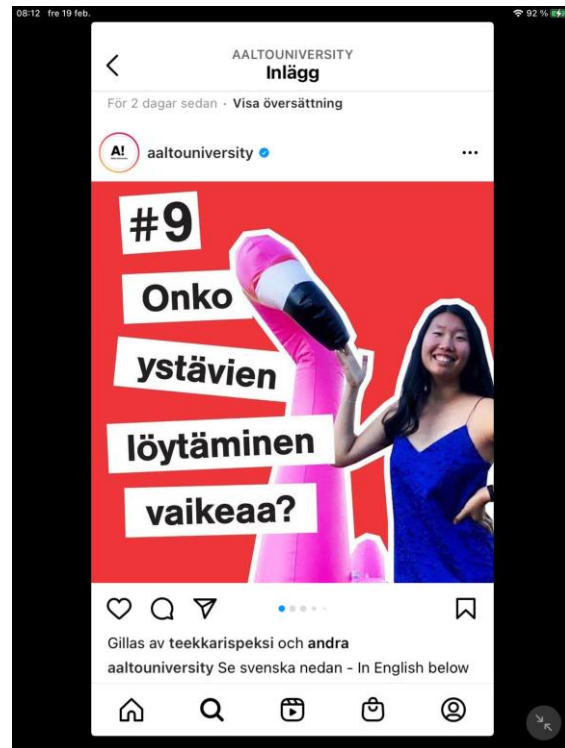 08:12 fre 19 feb.
92 %
AALTOUNIVERSITY
Inlägg
För 2 dagar sedan · Visa översättning
A!
aaltouniversity
#9
Onko
ystävien
löytäminen
vaikeaa?
Gillas av teekkarispeksi och andra
aaltouniversity Se svenska nedan - In English below